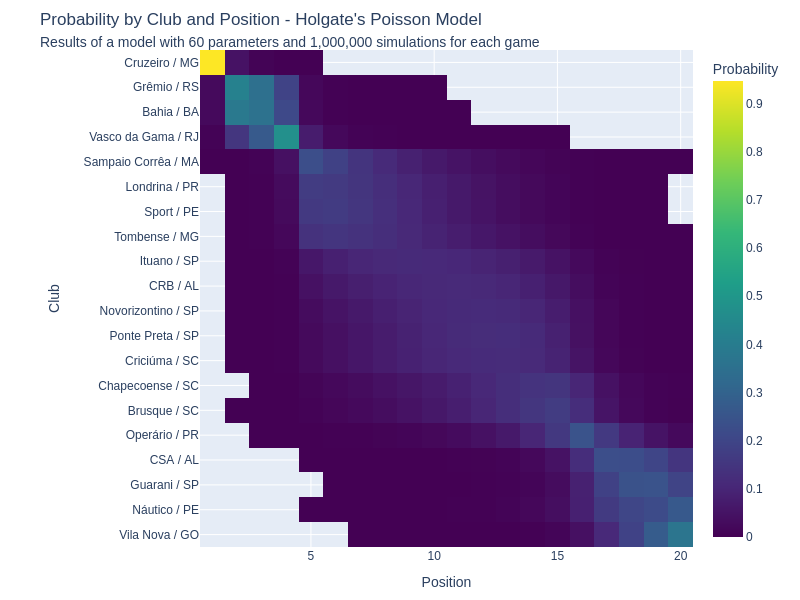 Probability by Club and Position - Holgate's Poisson Model
Results of a model with 60 parameters and 1,000,000 simulations for each game
Probability
Cruzeiro / MG
Grêmio / RS
Bahia / BA
Vasco da Gama / RJ
Sampaio Corrêa / MA
Londrina / PR
Sport / PE
Tombense / MG
Ituano / SP
CRB / AL
Novorizontino / SP
Ponte Preta / SP
Criciúma / SC
Chapecoense / SC
Brusque / SC
Operário / PR
CSA / AL
Guarani / SP
Náutico / PE
Vila Nova / GO
Club
5
10
15
20
Position
0.9
0.8
0.7
0.6
0.5
0.4
0.3
0.2
0.1
0